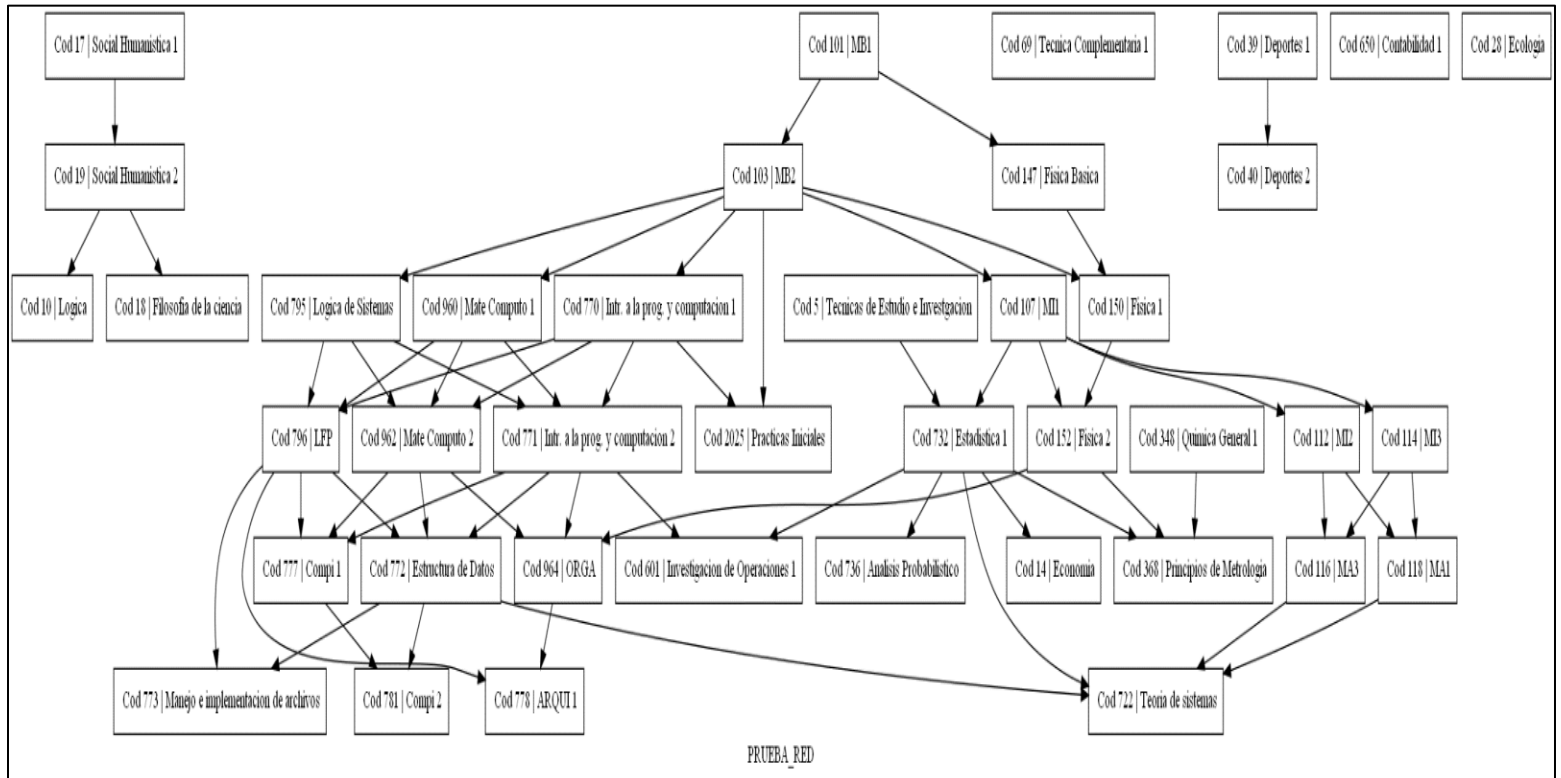 Cod 17 | Social Humanistica 1
Cod 101 | MB1
Cod 69 | Tecnica Complementaria 1
Cod 39 | Deportes 1
Cod 650 | Contabilidad 1
Cod 28 | Ecologia
Cod 19 | Social Humanistica 2
Cod 103 | MB2
Cod 147 | Fisica Basica
Cod 40 | Deportes 2
Cod 10 | Logica
Cod 18 | Filosofia de la ciencia
Cod 795 | Logica de Sistemas
Cod 960 | Mate Computo 1
Cod 770 | Intr. a la prog. y computacion 1
Cod 5 | Tecnicas de Estudio e Investgacion
Cod 107 | MI1
Cod 150 | Fisica 1
Cod 796 | LFP
Cod 962 | Mate Computo 2
Cod 771 | Intr. a la prog. y computacion 2
Cod 2025 | Practicas Iniciales
Cod 732 | Estadistica 1
Cod 152 | Fisica 2
Cod 348 | Quimica General 1
Cod 112 | MI2
Cod 114 | MI3
Cod 777 | Compi 1
Cod 772 | Estructura de Datos
Cod 964 | ORGA
Cod 601 | Investigacion de Operaciones 1
Cod 736 | Analisis Probabilistico
Cod 14 | Economia
Cod 368 | Principios de Metrologia
Cod 116 | MA3
Cod 118 | MA1
Cod 773 | Manejo e implementacion de archivos
Cod 781 | Compi 2
Cod 778 | ARQUI 1
Cod 722 | Teoria de sistemas
PRUEBA_RED